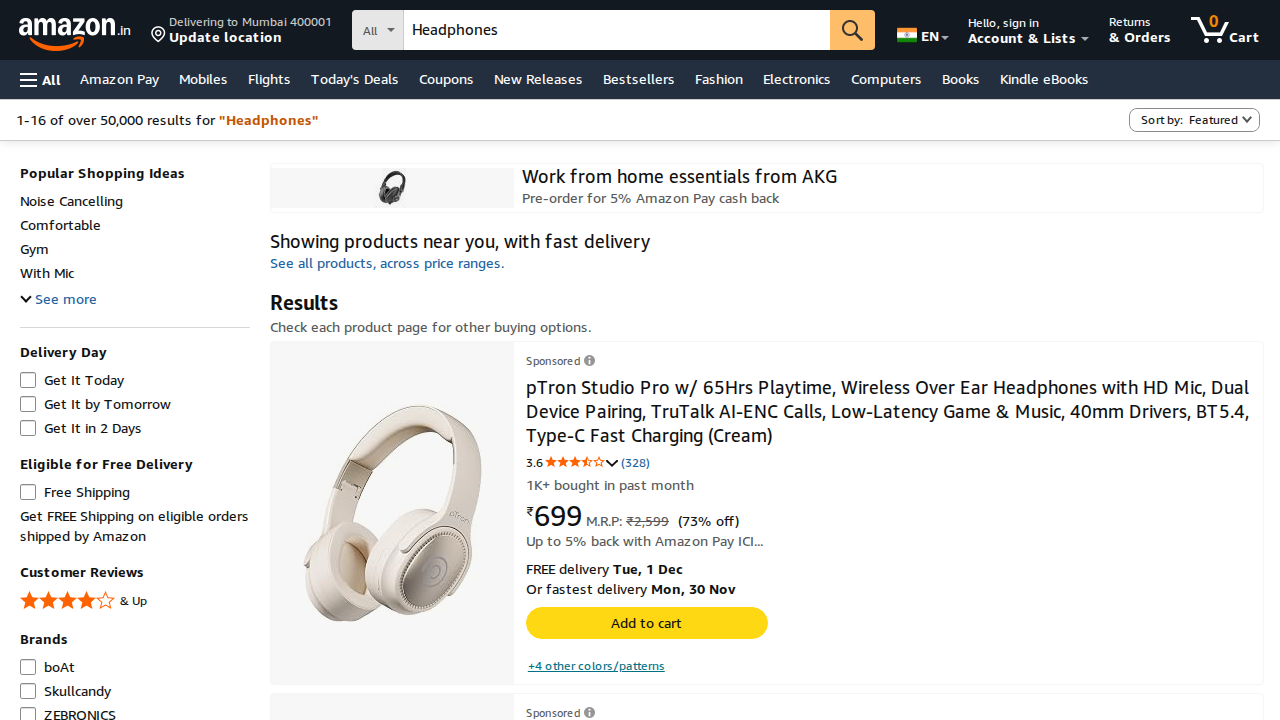 amazon.in
Delivering to Mumbai 400001
Update location
All
Headphones
EN
Hello, sign in
Account & Lists
Returns
& Orders
0
Cart
All
Amazon Pay
Mobiles
Flights
Today's Deals
Coupons
New Releases
Bestsellers
Fashion
Electronics
Computers
Books
Kindle eBooks
1-16 of over 50,000 results for "Headphones"
Sort by: Featured
Popular Shopping Ideas
Noise Cancelling
Comfortable
Gym
With Mic
See more
Delivery Day
Get It Today
Get It by Tomorrow
Get It in 2 Days
Eligible for Free Delivery
Free Shipping
Get FREE Shipping on eligible orders
shipped by Amazon
Customer Reviews
& Up
Brands
boAt
Skullcandy
ZEBRONICS
Work from home essentials from AKG
Pre-order for 5% Amazon Pay cash back
Showing products near you, with fast delivery
See all products, across price ranges.
Results
Check each product page for other buying options.
pTron
Sponsored
pTron Studio Pro w/ 65Hrs Playtime, Wireless Over Ear Headphones with HD Mic, Dual
Device Pairing, TruTalk AI-ENC Calls, Low-Latency Game & Music, 40mm Drivers, BT5.4,
Type-C Fast Charging (Cream)
3.6 (328)
1K+ bought in past month
₹699 M.R.P: ₹2,599 (73% off)
Up to 5% back with Amazon Pay ICI…
FREE delivery Tue, 1 Dec
Or fastest delivery Mon, 30 Nov
Add to cart
+4 other colors/patterns
Sponsored